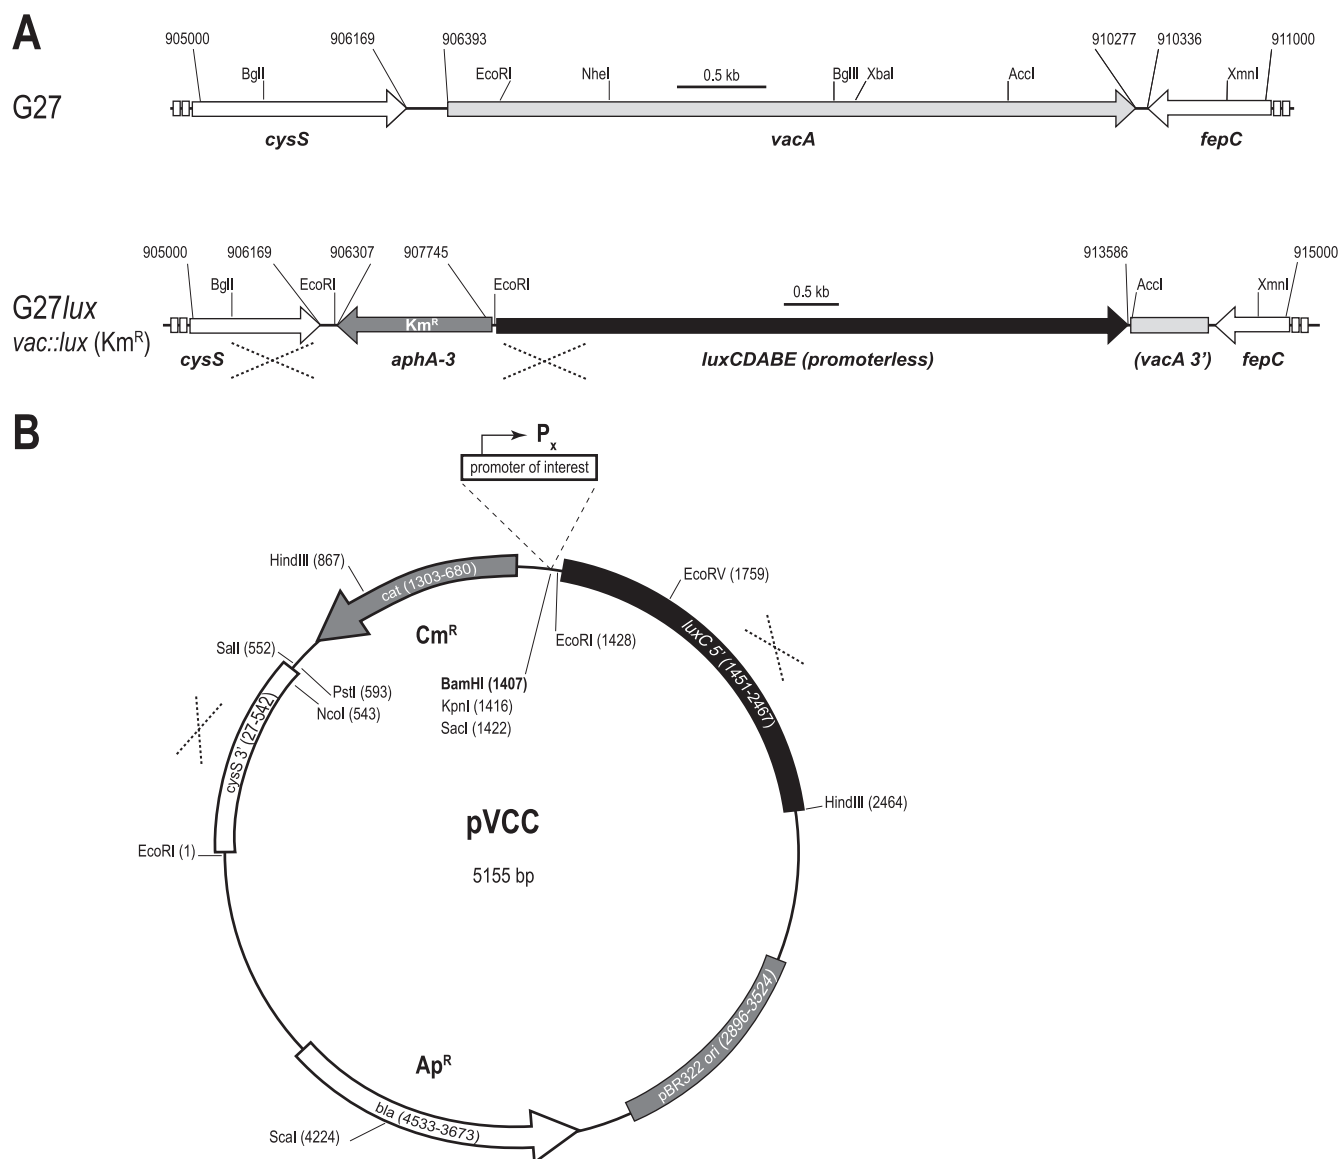 A
905000 906169 906393 910277 910336 911000
BglI EcoRI NheI 0.5 kb BglII XbaI AccI XmnI
G27
cysS vacA fepC
905000 906169 906307 907745 913586 915000
BglI EcoRI EcoRI 0.5 kb AccI XmnI
G27lux
vac::lux (KmR)
KmR
cysS aphA-3 luxCDABE (promoterless) (vacA 3') fepC
B
Px
promoter of interest
HindIII (867)
cat (1303-680)
EcoRV (1759)
CmR
EcoRI (1428)
luxC 5' (1451-2467)
SalI (552)
PstI (593)
NcoI (543)
BamHI (1407)
KpnI (1416)
SacI (1422)
cysS 3' (27-542)
HindIII (2464)
pVCC
EcoRI (1)
5155 bp
pBR322 ori (2896-3524)
ApR
bla (4533-3673)
ScaI (4224)